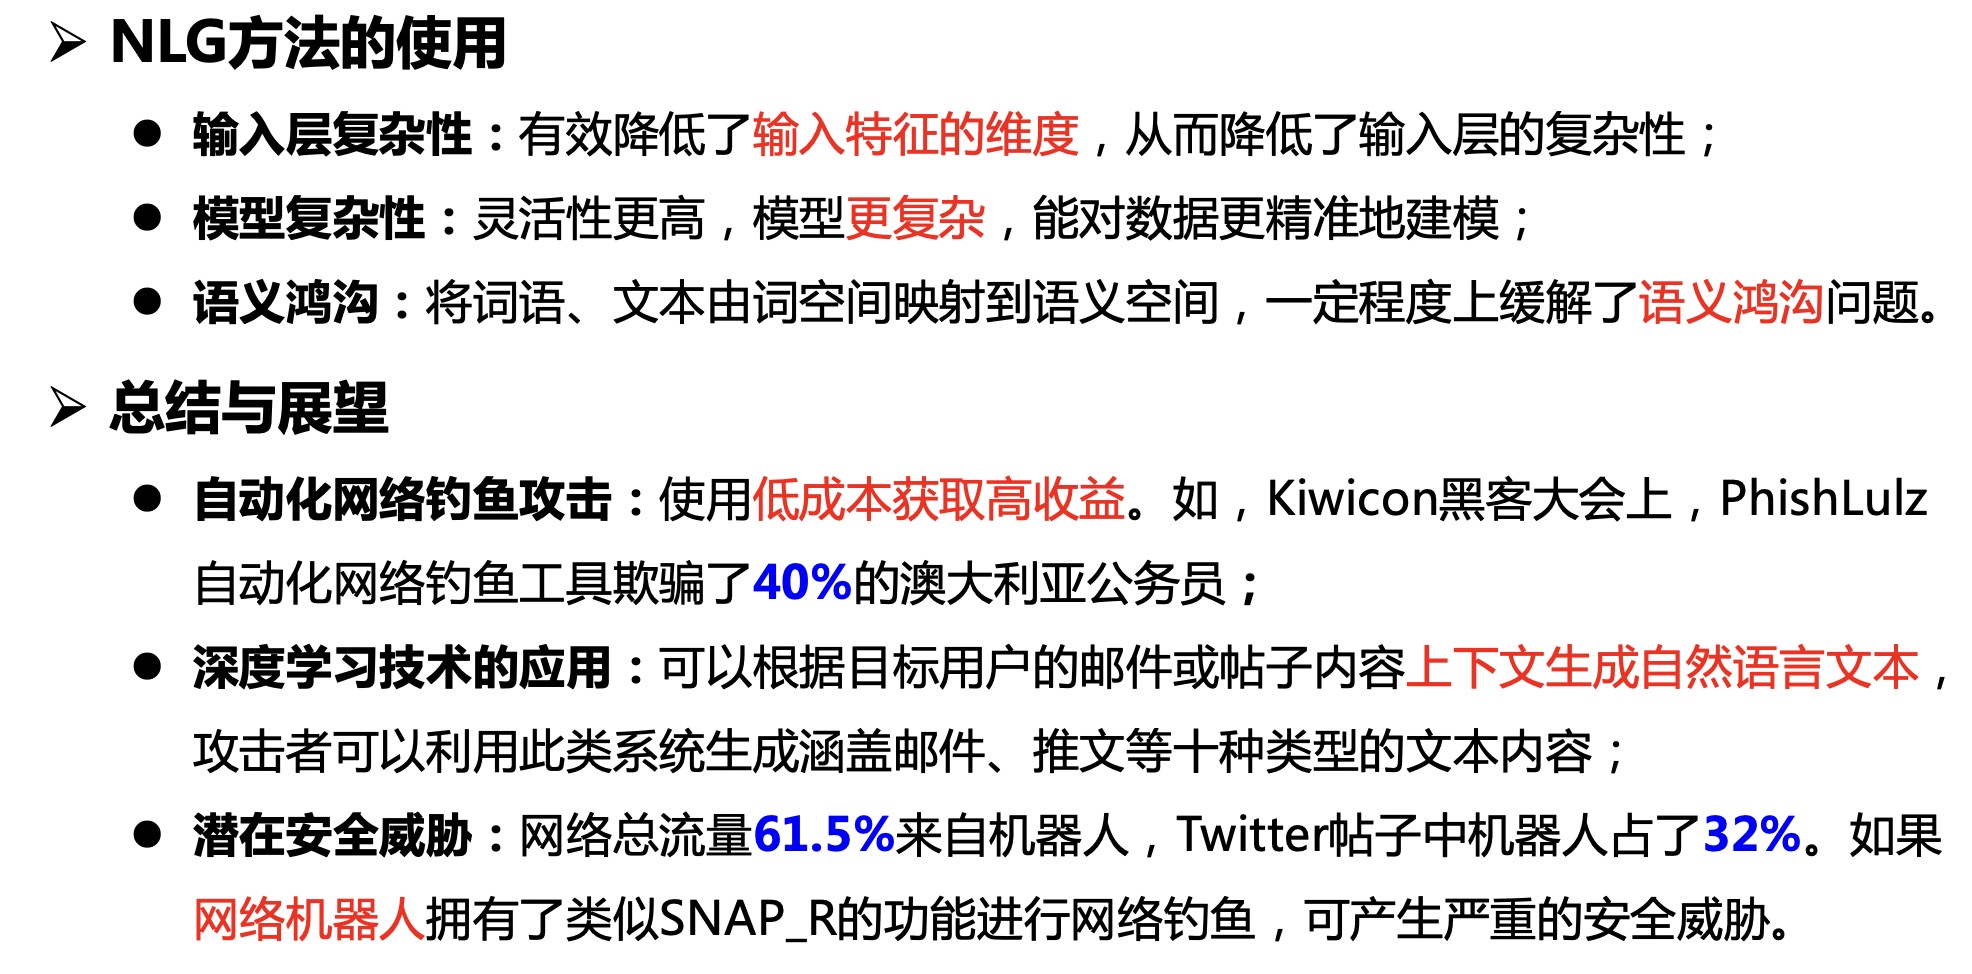 ➢ NLG方法的使用
● 输入层复杂性：有效降低了输入特征的维度，从而降低了输入层的复杂性；
● 模型复杂性：灵活性更高，模型更复杂，能对数据更精准地建模；
● 语义鸿沟：将词语、文本由词空间映射到语义空间，一定程度上缓解了语义鸿沟问题。
➢ 总结与展望
● 自动化网络钓鱼攻击：使用低成本获取高收益。如，Kiwicon黑客大会上，PhishLulz
自动化网络钓鱼工具欺骗了40%的澳大利亚公务员；
● 深度学习技术的应用：可以根据目标用户的邮件或帖子内容上下文生成自然语言文本，
攻击者可以利用此类系统生成涵盖邮件、推文等十种类型的文本内容；
● 潜在安全威胁：网络总流量61.5%来自机器人，Twitter帖子中机器人占了32%。如果
网络机器人拥有了类似SNAP_R的功能进行网络钓鱼，可产生严重的安全威胁。